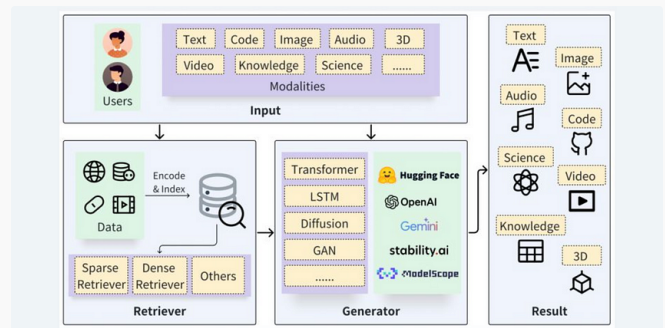 Users
Text Code Image Audio 3D
Video Knowledge Science ......
Modalities
Input
Data
Encode
& Index
Sparse
Retriever
Dense
Retriever
Others
Retriever
Transformer
LSTM
Diffusion
GAN
......
Hugging Face
OpenAI
Gemini
stability.ai
ModelScope
Generator
Text
Image
Audio
Code
Science
Video
Knowledge
3D
Result